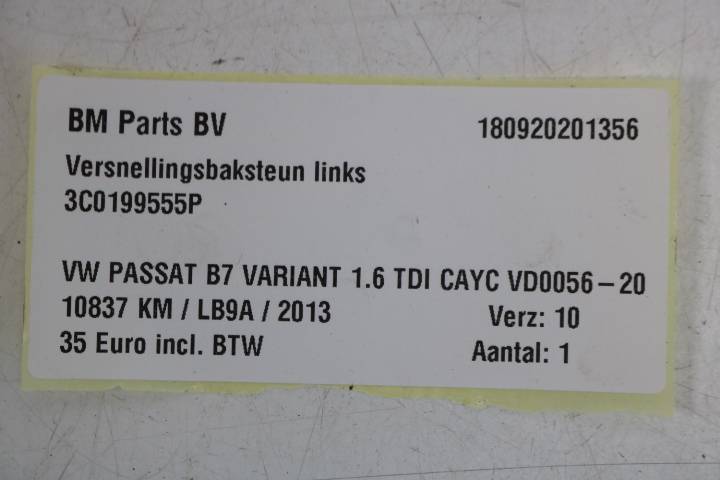 BM Parts BV 180920201356
Versnellingsbaksteun links
3C0199555P
VW PASSAT B7 VARIANT 1.6 TDI CAYC VD0056-20
10837 KM / LB9A / 2013 Verz: 10
35 Euro incl. BTW Aantal: 1